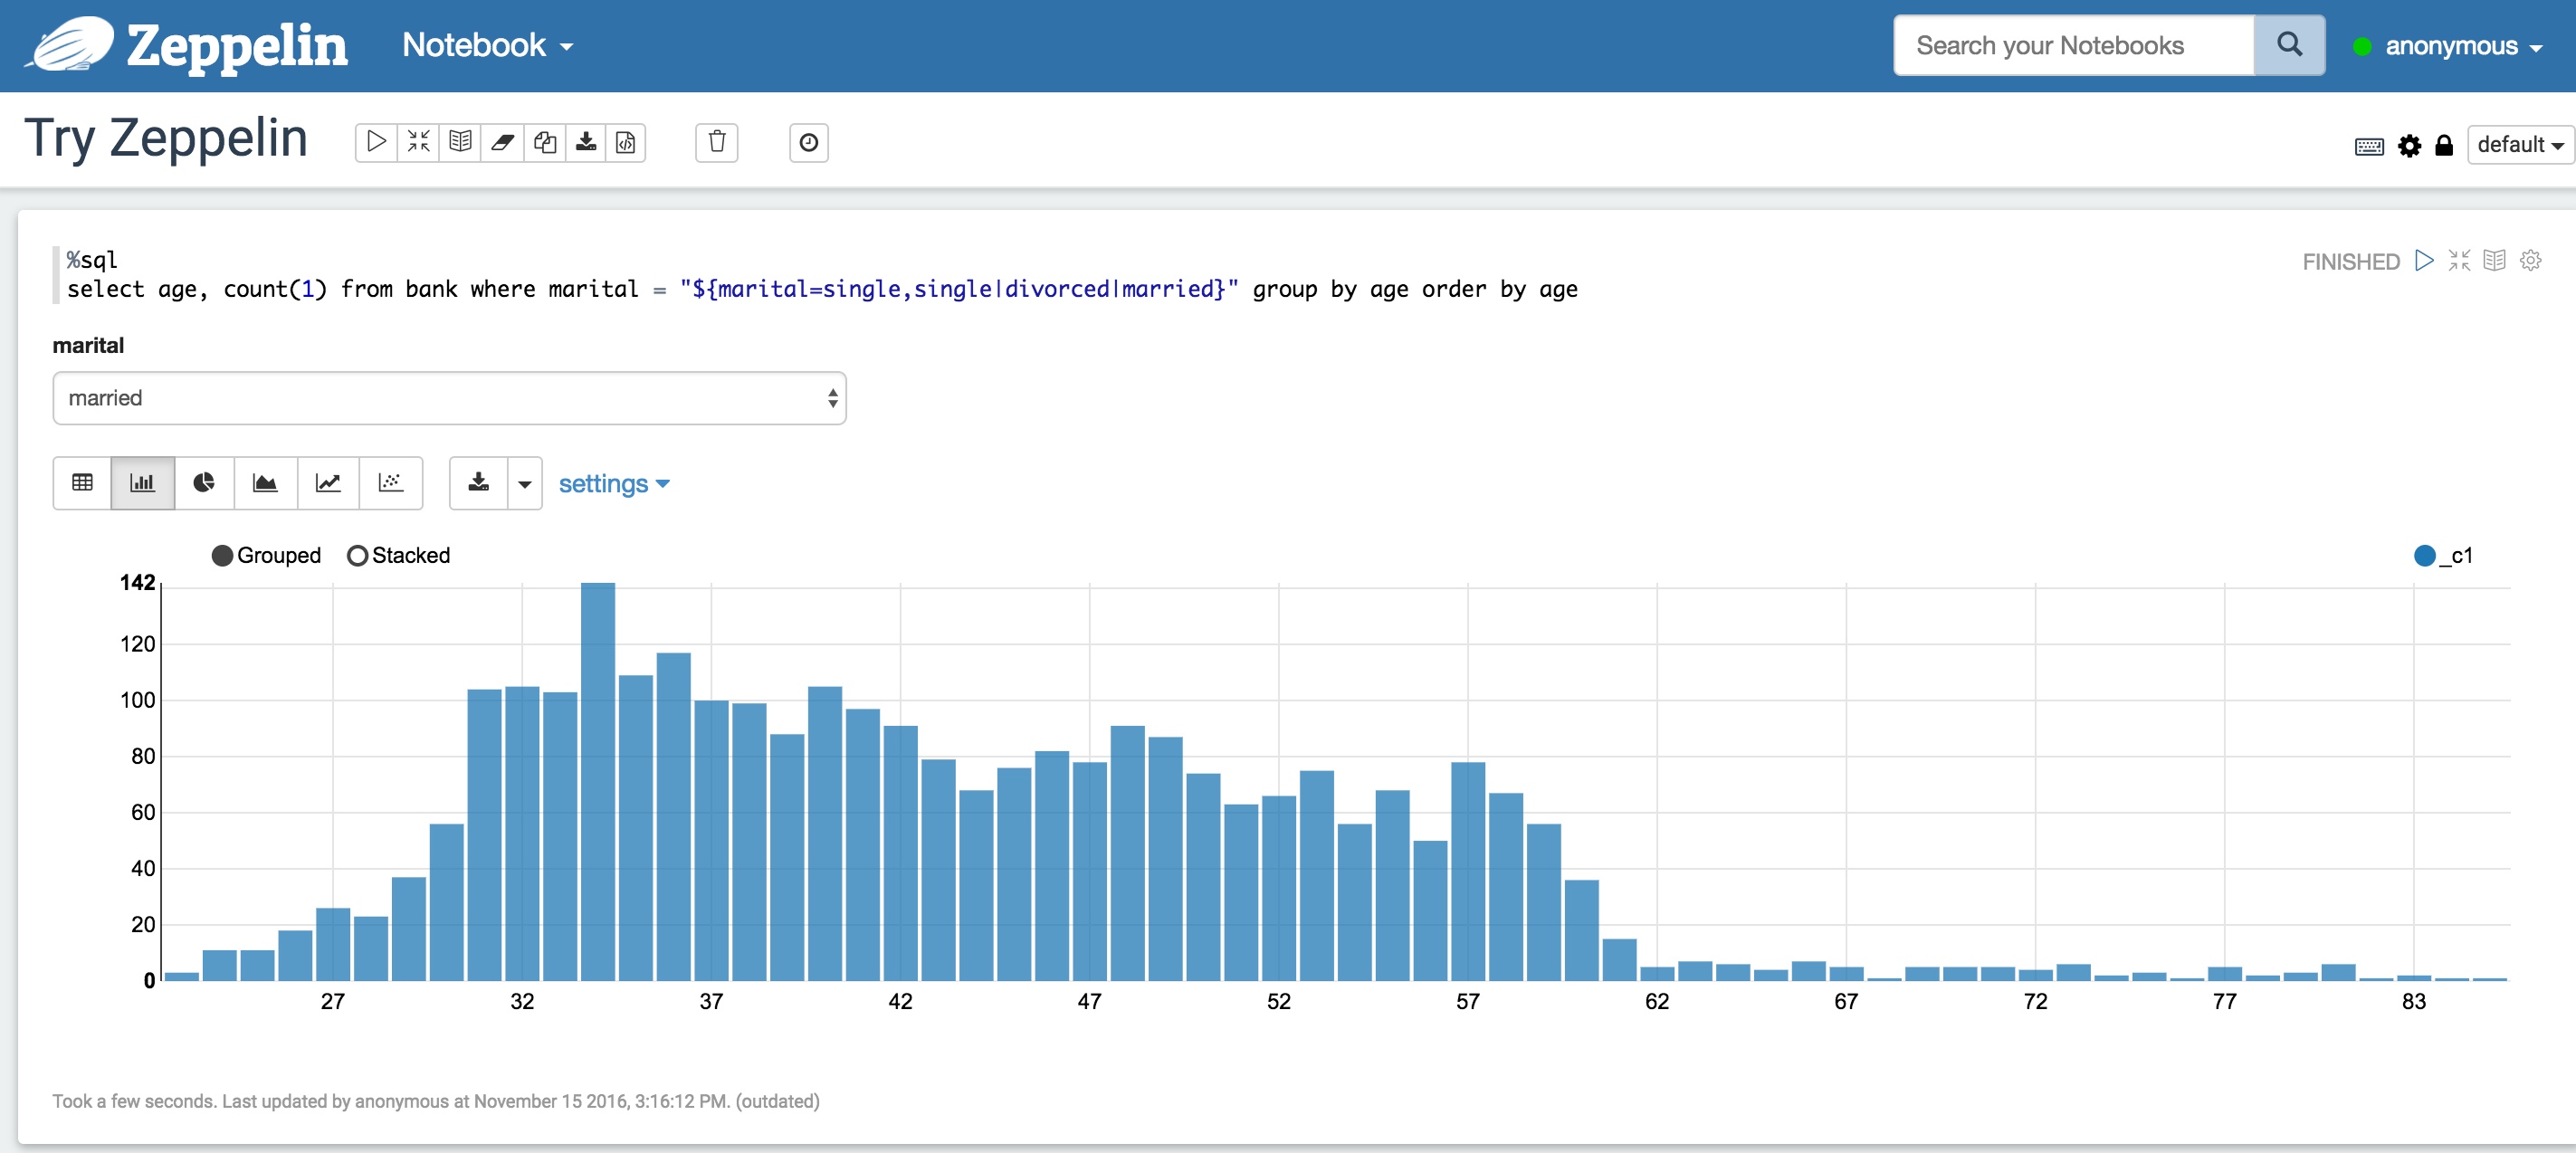 Zeppelin Notebook Search your Notebooks anonymous
Try Zeppelin default
%sql FINISHED
select age, count(1) from bank where marital = "${marital=single,single|divorced|married}" group by age order by age
marital
married
settings
Grouped Stacked _c1
142
120
100
80
60
40
20
0
27 32 37 42 47 52 57 62 67 72 77 83
Took a few seconds. Last updated by anonymous at November 15 2016, 3:16:12 PM. (outdated)